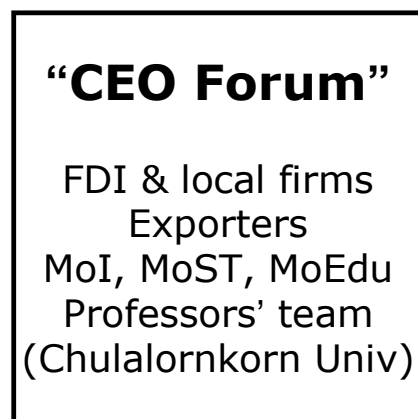 “CEO Forum”
FDI & local firms
Exporters
MoI, MoST, MoEdu
Professors’ team
(Chulalornkorn Univ)